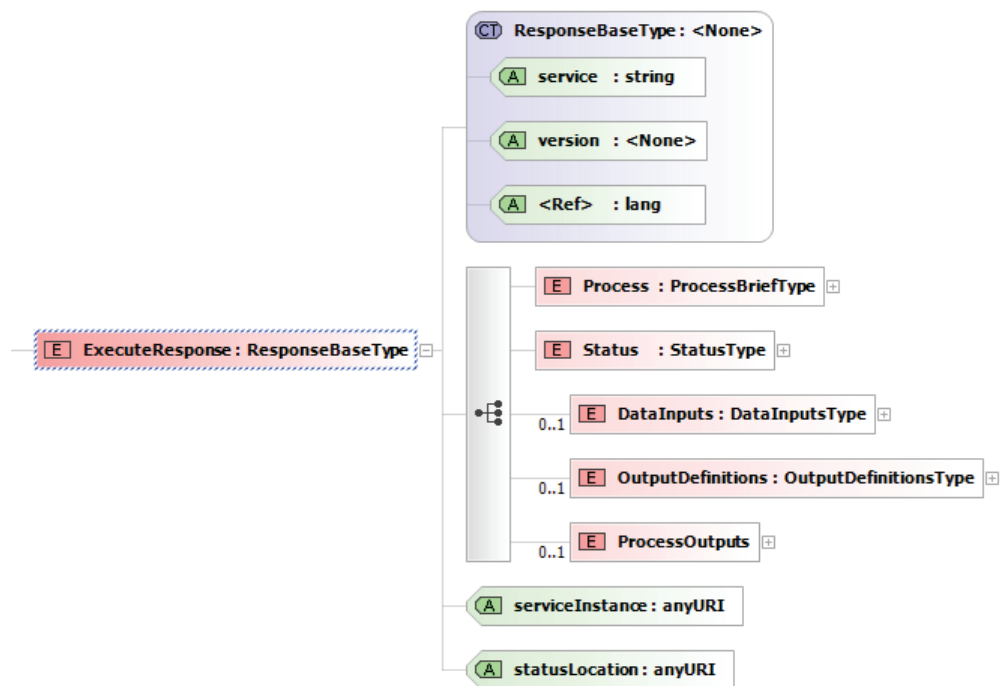 CT ResponseBaseType : <None>
A service : string
A version : <None>
A <Ref> : lang
E Process : ProcessBriefType
E ExecuteResponse : ResponseBaseType
E Status : StatusType
0..1 E DataInputs : DataInputsType
0..1 E OutputDefinitions : OutputDefinitionsType
0..1 E ProcessOutputs
A serviceInstance : anyURI
A statusLocation : anyURI